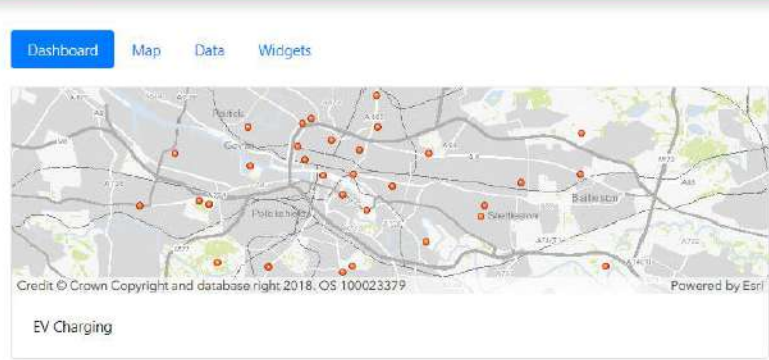 Dashboard Map Data Widgets
Partick
Govan
Pollokshields
Shettleston
Baillieston
Credit © Crown Copyright and database right 2018. OS 100023379 Powered by Esri
EV Charging